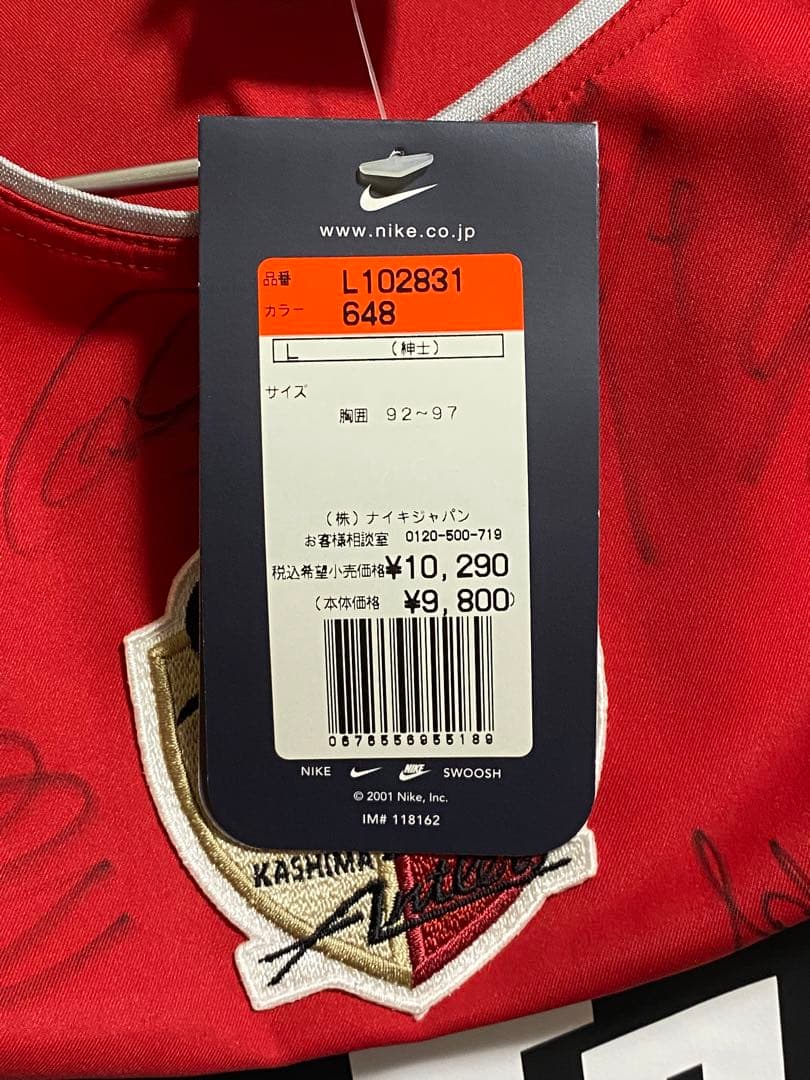 www.nike.co.jp
品番 L102831
カラー 648
L (紳士)
サイズ
胸囲 92~97
(株)ナイキジャパン
お客様相談室 0120-500-719
税込希望小売価格¥10,290
(本体価格 ¥9,800)
0676556955189
NIKE NIKE SWOOSH
© 2001 Nike, Inc.
IM# 118162
KASHIMA
Antlers